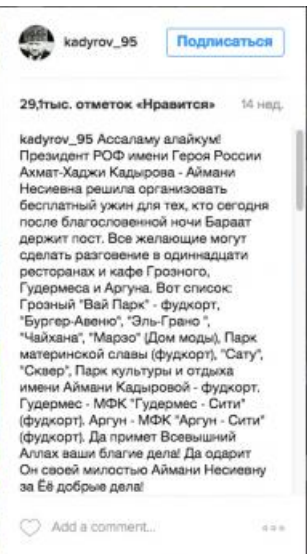 kadyrov_95
Подписаться
29,1тыс. отметок «Нравится»
14 нед.
kadyrov_95 Ассаламу алайкум!
Президент РОФ имени Героя России
Ахмат-Хаджи Кадырова - Аймани
Несиевна решила организовать
бесплатный ужин для тех, кто сегодня
после благословенной ночи Бараат
держит пост. Все желающие могут
сделать разговение в одиннадцати
ресторанах и кафе Грозного,
Гудермеса и Аргуна. Вот список:
Грозный "Вай Парк" - фудкорт,
"Бургер-Авеню", "Эль-Грано ",
"Чайхана", "Марзо" (Дом моды), Парк
материнской славы (фудкорт), "Сату",
"Сквер", Парк культуры и отдыха
имени Аймани Кадыровой - фудкорт.
Гудермес - МФК "Гудермес - Сити"
(фудкорт). Аргун - МФК "Аргун - Сити"
(фудкорт). Да примет Всевышний
Аллах ваши благие дела! Да одарит
Он своей милостью Аймани Несиевну
за Её добрые дела!
Add a comment...